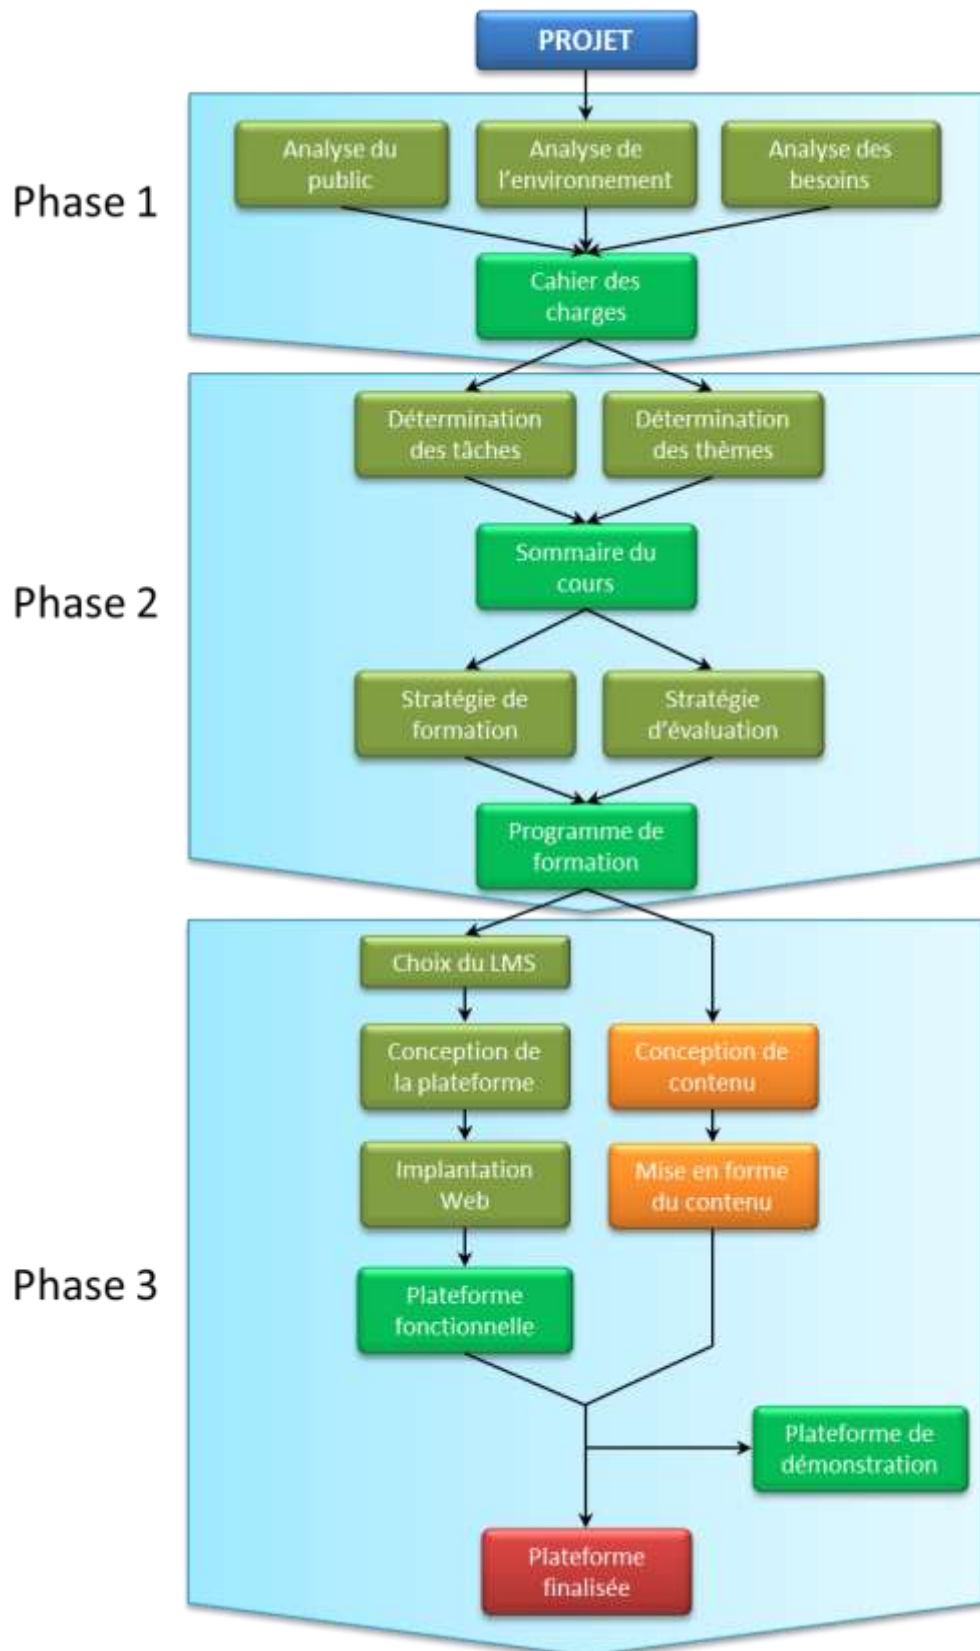 PROJET
Phase 1
Analyse du
public
Analyse de
l'environnement
Analyse des
besoins
Cahier des
charges
Phase 2
Détermination
des tâches
Détermination
des thèmes
Sommaire du
cours
Stratégie de
formation
Stratégie
d'évaluation
Programme de
formation
Phase 3
Choix du LMS
Conception de
la plateforme
Conception de
contenu
Implantation
Web
Mise en forme
du contenu
Plateforme
fonctionnelle
Plateforme de
démonstration
Plateforme
finalisée